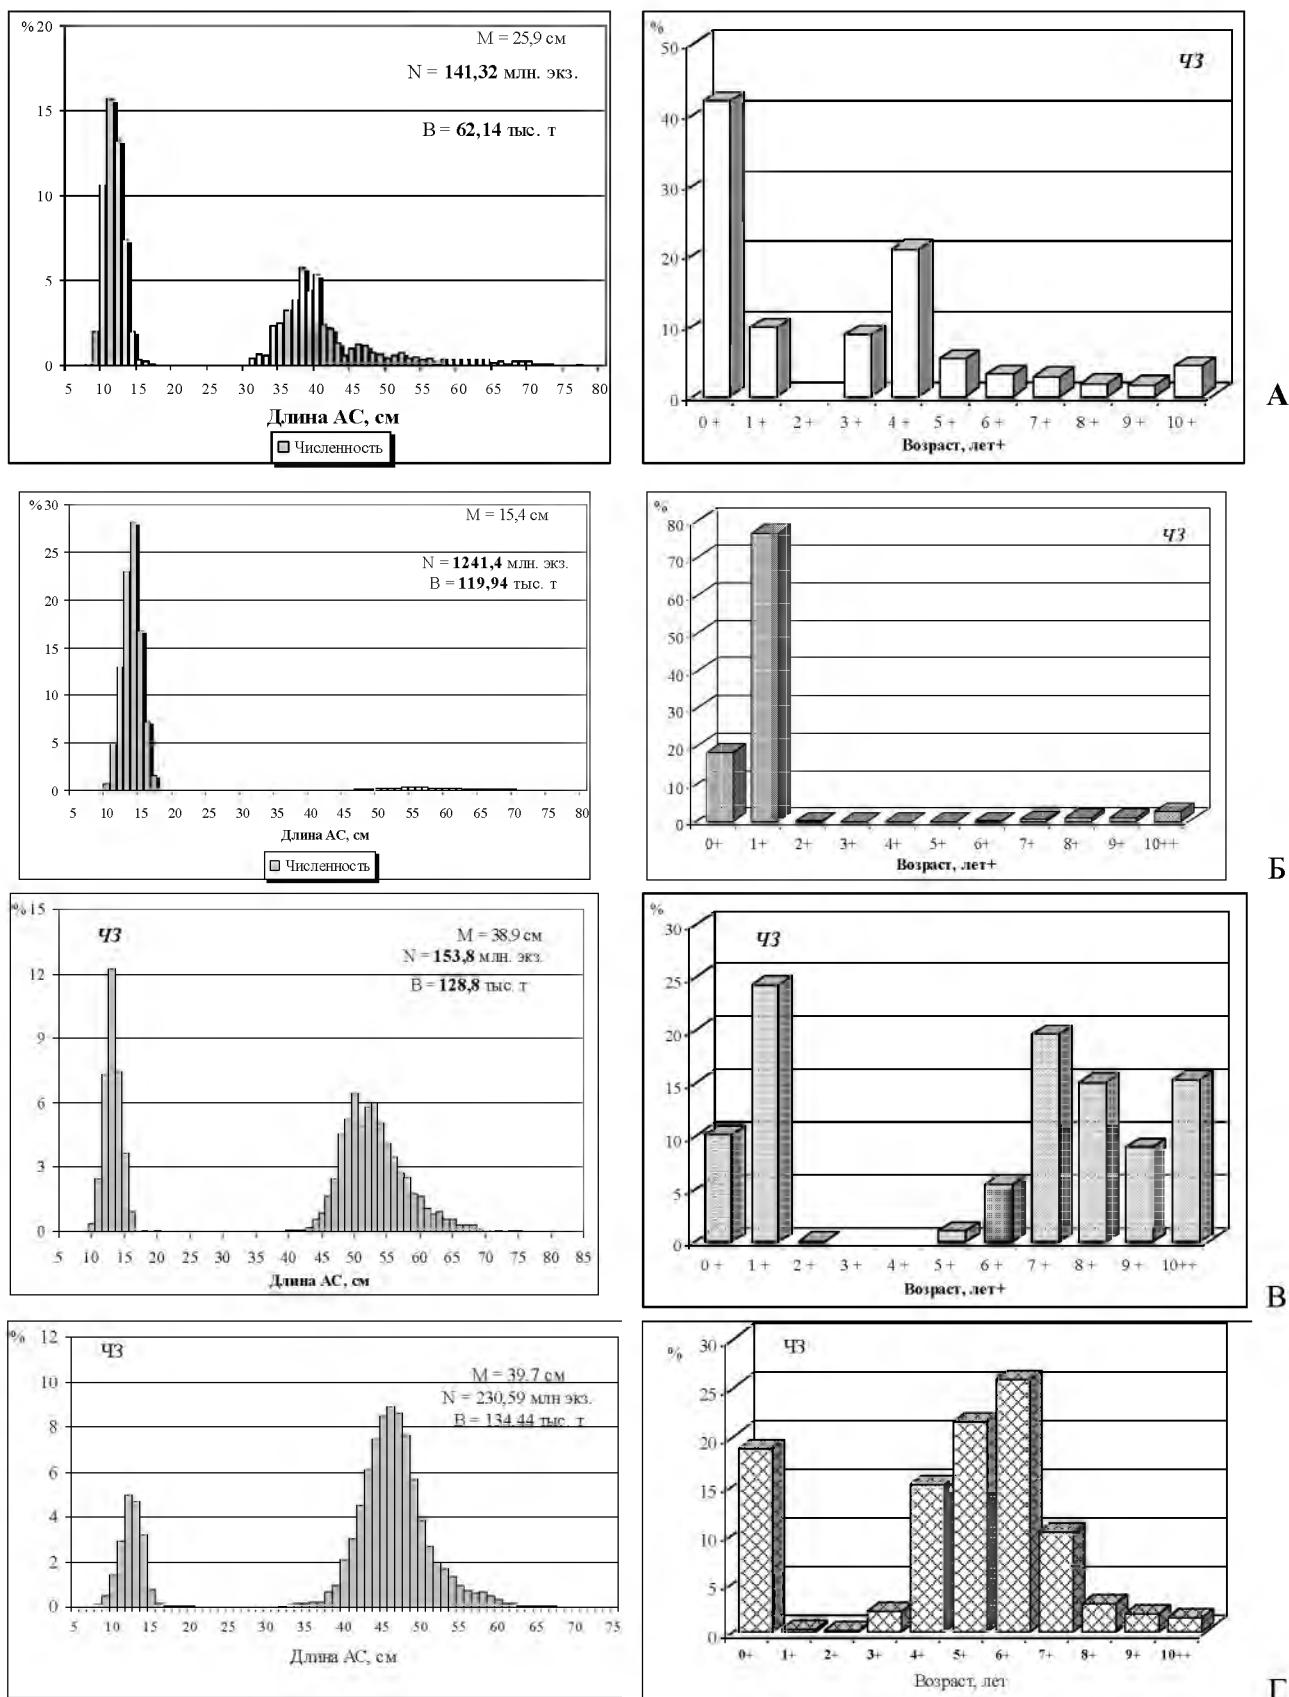 %20
M = 25,9 см
N = 141,32 млн. экз.
B = 62,14 тыс. т
15
10
5
0
5 10 15 20 25 30 35 40 45 50 55 60 65 70 75 80
Длина АС, см
Численность
%
50
ЧЗ
40
30
20
10
0
0 + 1 + 2 + 3 + 4 + 5 + 6 + 7 + 8 + 9 + 10 +
Возраст, лет+
А
%30
M = 15,4 см
N = 1241,4 млн. экз.
B = 119,94 тыс. т
25
20
15
10
5
0
5 10 15 20 25 30 35 40 45 50 55 60 65 70 75 80
Длина АС, см
Численность
%
80
ЧЗ
70
60
50
40
30
20
10
0
0+ 1+ 2+ 3+ 4+ 5+ 6+ 7+ 8+ 9+ 10++
Возраст, лет+
Б
%15
ЧЗ
M = 38,9 см
N = 153,8 млн. экз.
B = 128,8 тыс. т
12
9
6
3
0
5 10 15 20 25 30 35 40 45 50 55 60 65 70 75 80 85
Длина АС, см
%
30
ЧЗ
25
20
15
10
5
0
0 + 1 + 2 + 3 + 4 + 5 + 6 + 7 + 8 + 9 + 10++
Возраст, лет+
В
% 12
ЧЗ
M = 39.7 см
N = 230,59 млн экз.
B = 134.44 тыс. т
10
8
6
4
2
0
5 10 15 20 25 30 35 40 45 50 55 60 65 70 75
Длина АС, см
%
30
ЧЗ
25
20
15
10
5
0
0+ 1+ 2+ 3+ 4+ 5+ 6+ 7+ 8+ 9+ 10++
Возраст, лет
Г